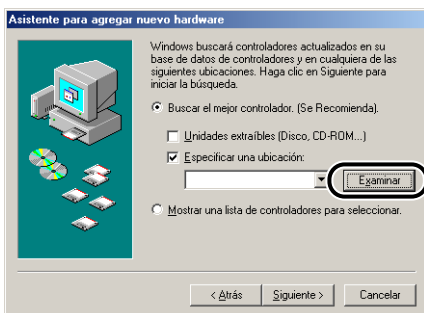 Asistente para agregar nuevo hardware
Windows buscará controladores actualizados en su
base de datos de controladores y en cualquiera de las
siguientes ubicaciones. Haga clic en Siguiente para
iniciar la búsqueda.
Buscar el mejor controlador. (Se Recomienda).
Unidades extraíbles (Disco, CD-ROM...)
Especificar una ubicación:
Examinar
Mostrar una lista de controladores para seleccionar.
< Atrás
Siguiente >
Cancelar